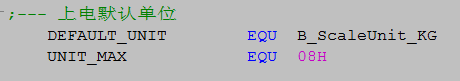 ;--- 上电默认单位
DEFAULT_UNIT EQU B_ScaleUnit_KG
UNIT_MAX EQU 08H